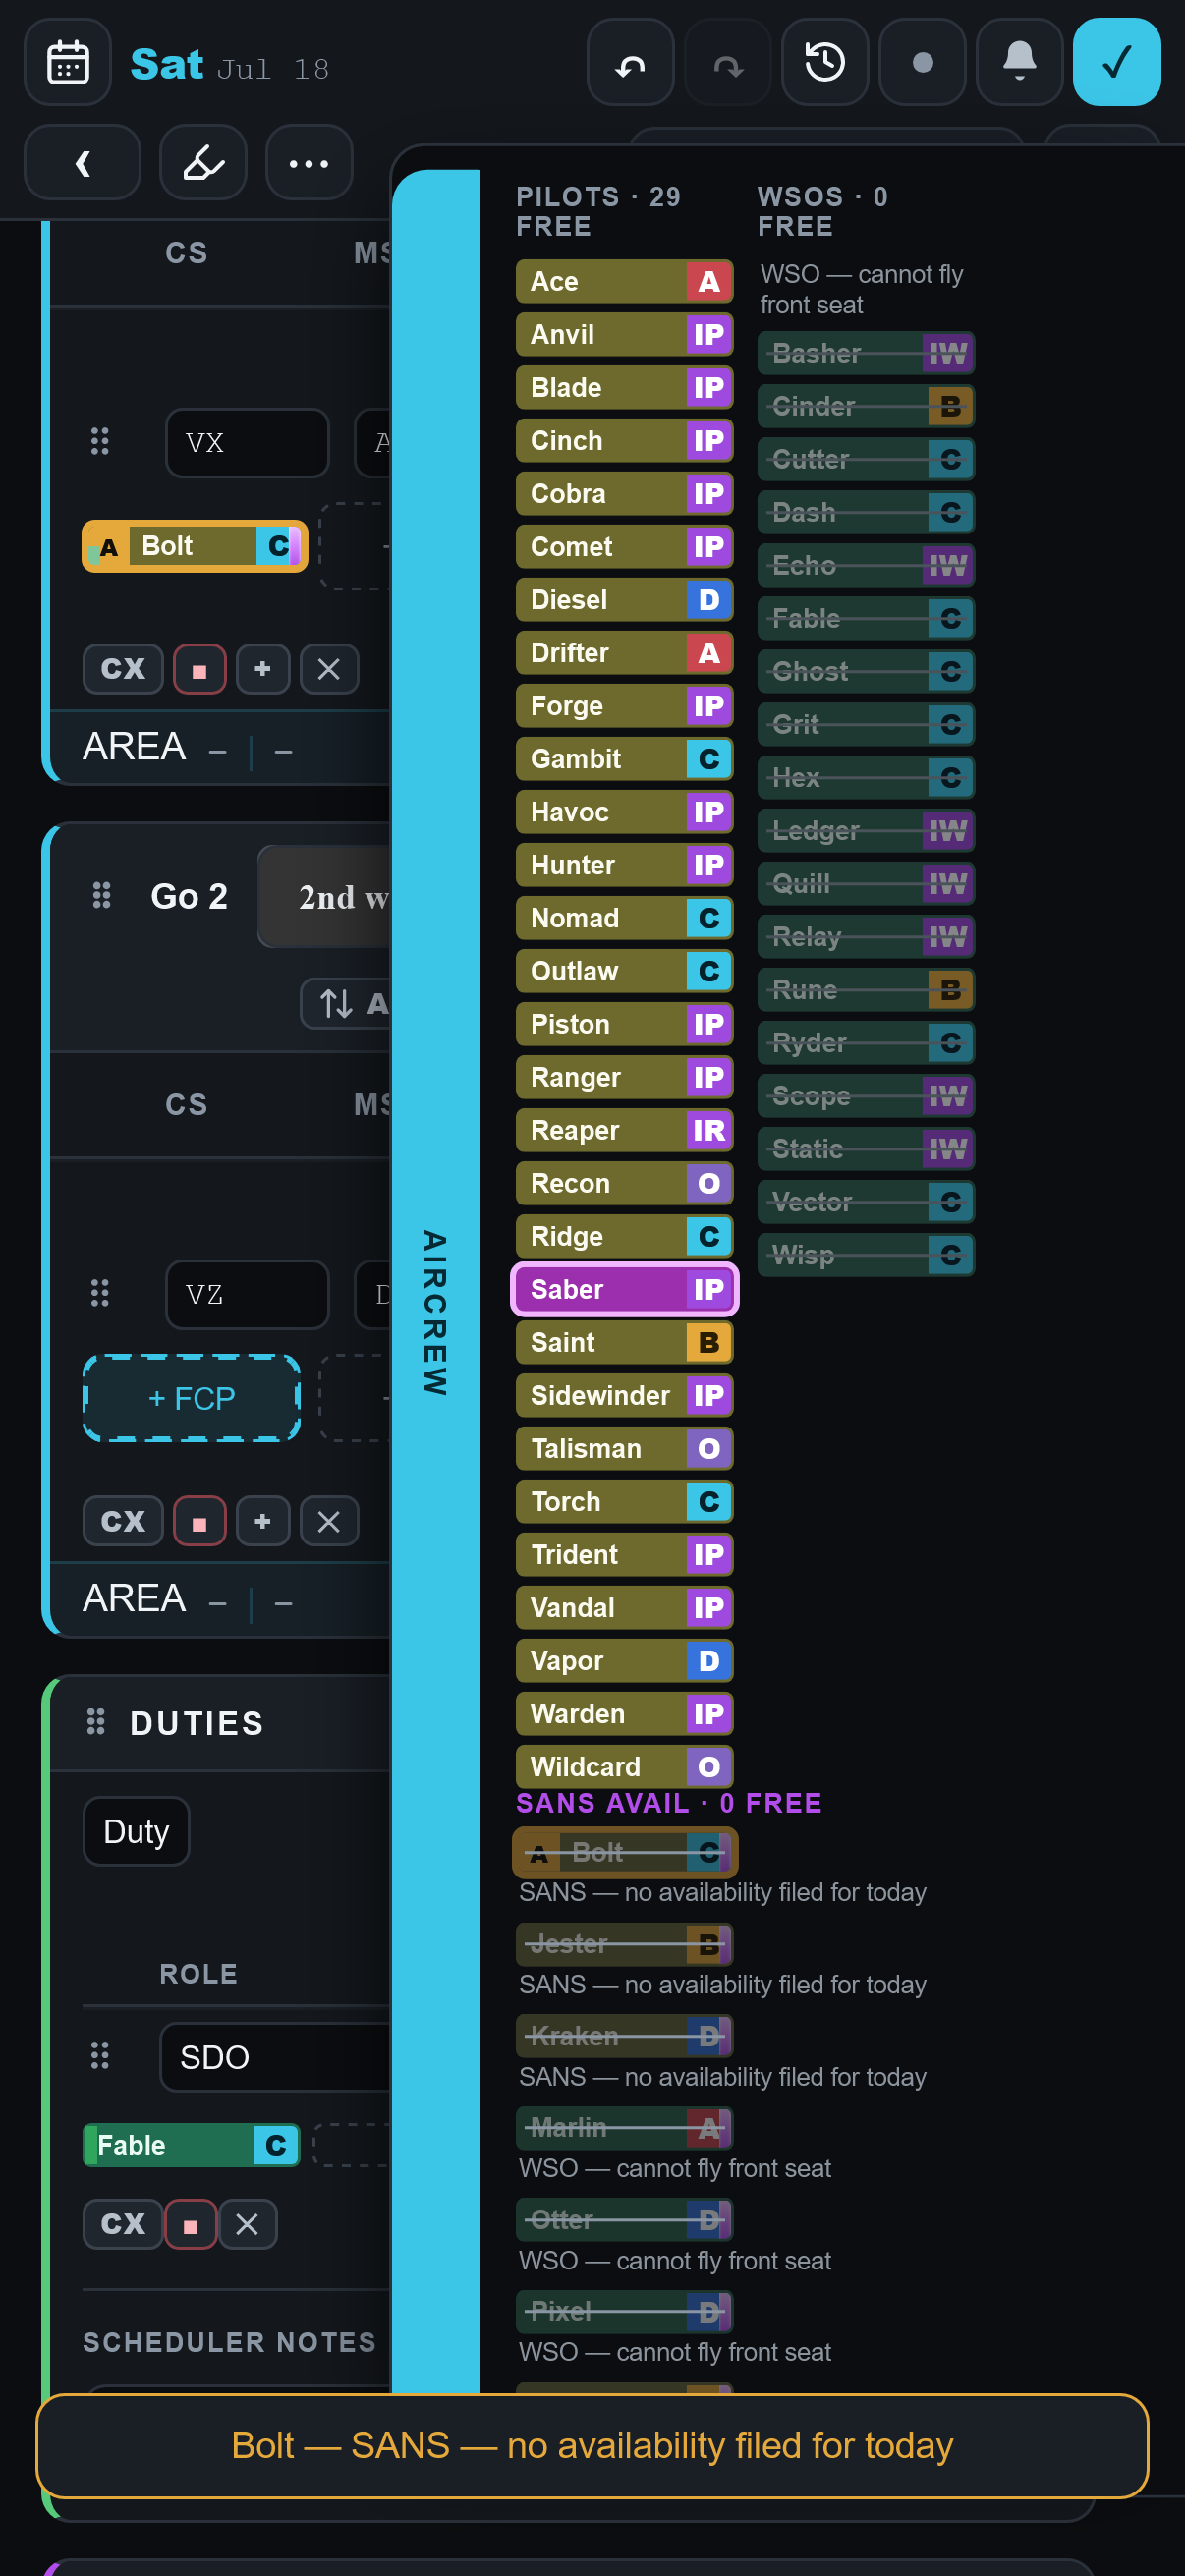 Sat Jul 18
CS
VX
A Bolt C
CX
AREA – | –
Go 2
2nd w
A
CS
VZ
+ FCP
CX
AREA – | –
DUTIES
Duty
ROLE
SDO
Fable C
CX
SCHEDULER NOTES
AIRCREW
PILOTS · 29
FREE
Ace A
Anvil IP
Blade IP
Cinch IP
Cobra IP
Comet IP
Diesel D
Drifter A
Forge IP
Gambit C
Havoc IP
Hunter IP
Nomad C
Outlaw C
Piston IP
Ranger IP
Reaper IR
Recon O
Ridge C
Saber IP
Saint B
Sidewinder IP
Talisman O
Torch C
Trident IP
Vandal IP
Vapor D
Warden IP
Wildcard O
WSOS · 0
FREE
WSO — cannot fly
front seat
Basher IW
Cinder B
Cutter C
Dash C
Echo IW
Fable C
Ghost C
Grit C
Hex C
Ledger IW
Quill IW
Relay IW
Rune B
Ryder C
Scope IW
Static IW
Vector C
Wisp C
SANS AVAIL · 0 FREE
A Bolt C
SANS — no availability filed for today
Jester B
SANS — no availability filed for today
Kraken D
SANS — no availability filed for today
Marlin A
WSO — cannot fly front seat
Otter D
WSO — cannot fly front seat
Pixel D
WSO — cannot fly front seat
Bolt — SANS — no availability filed for today